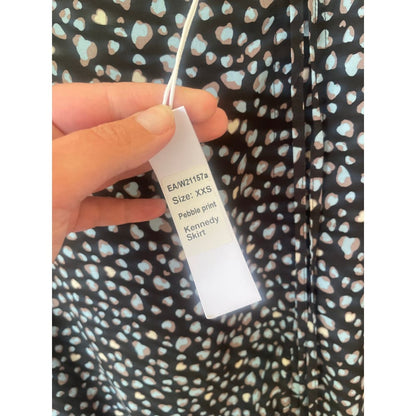 EA/W21157a
Size: XXS
Pebble print
Kennedy
Skirt